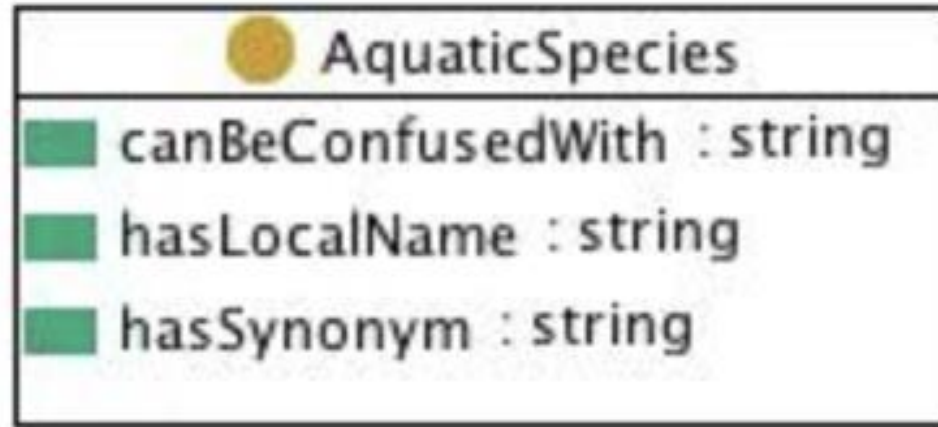 AquaticSpecies
canBeConfusedWith : string
hasLocalName : string
hasSynonym : string